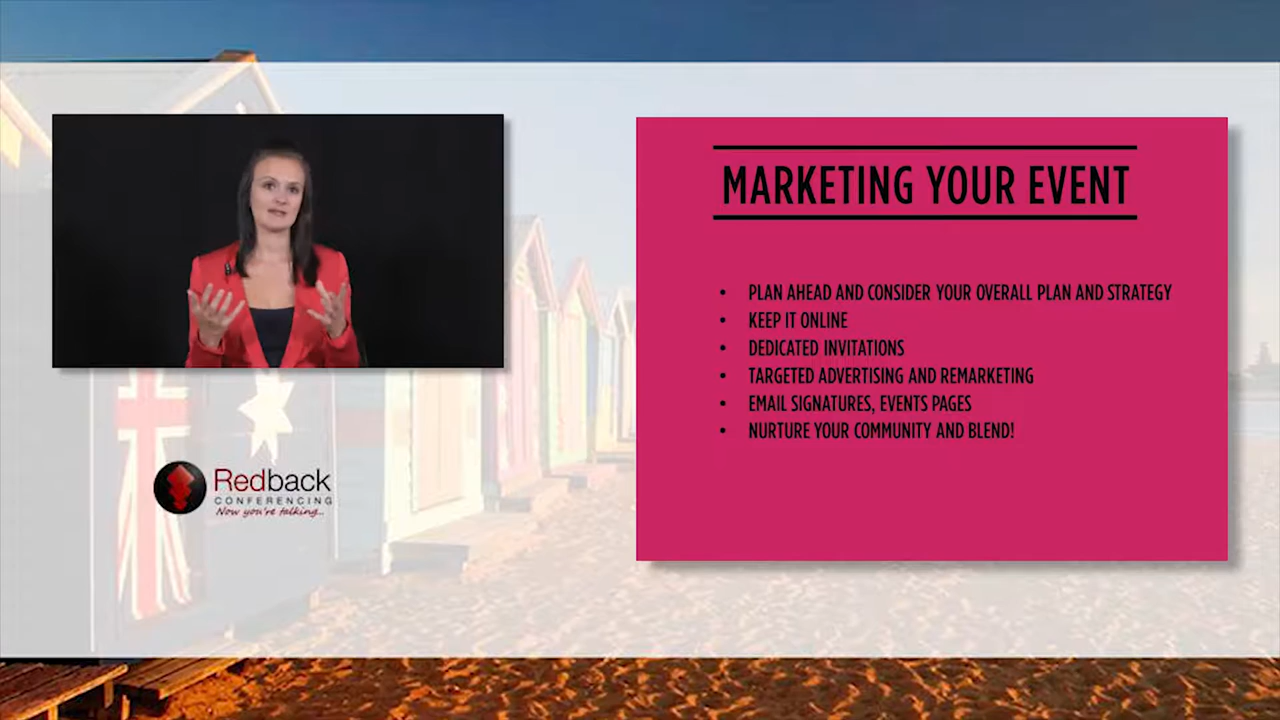 MARKETING YOUR EVENT
• PLAN AHEAD AND CONSIDER YOUR OVERALL PLAN AND STRATEGY
• KEEP IT ONLINE
• DEDICATED INVITATIONS
• TARGETED ADVERTISING AND REMARKETING
• EMAIL SIGNATURES, EVENTS PAGES
• NURTURE YOUR COMMUNITY AND BLEND!
Redback
CONFERENCING
Now you're talking...